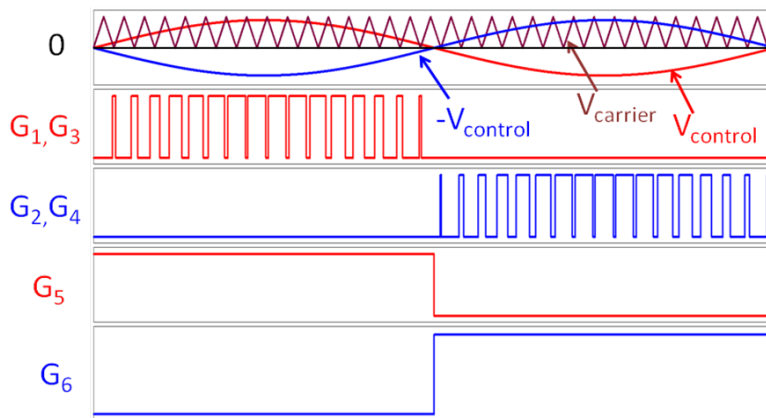 0
-Vcontrol
Vcarrier
Vcontrol
G1,G3
G2,G4
G5
G6